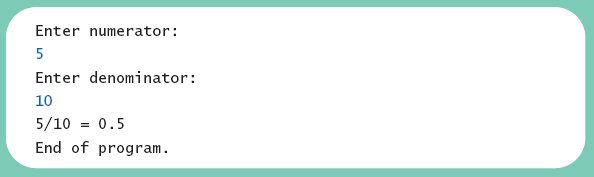 Enter numerator:
5
Enter denominator:
10
5/10 = 0.5
End of program.